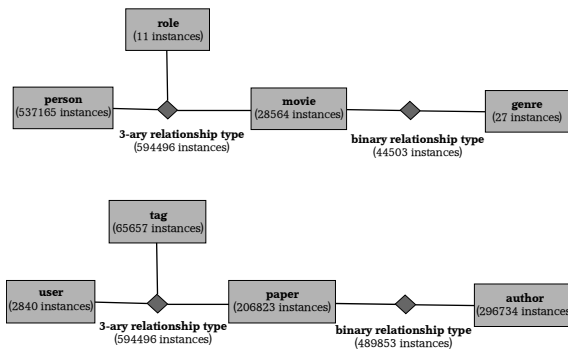 role
(11 instances)
person
(537165 instances)
movie
(28564 instances)
genre
(27 instances)
3-ary relationship type
(594496 instances)
binary relationship type
(44503 instances)
tag
(65657 instances)
user
(2840 instances)
paper
(206823 instances)
author
(296734 instances)
3-ary relationship type
(594496 instances)
binary relationship type
(489853 instances)